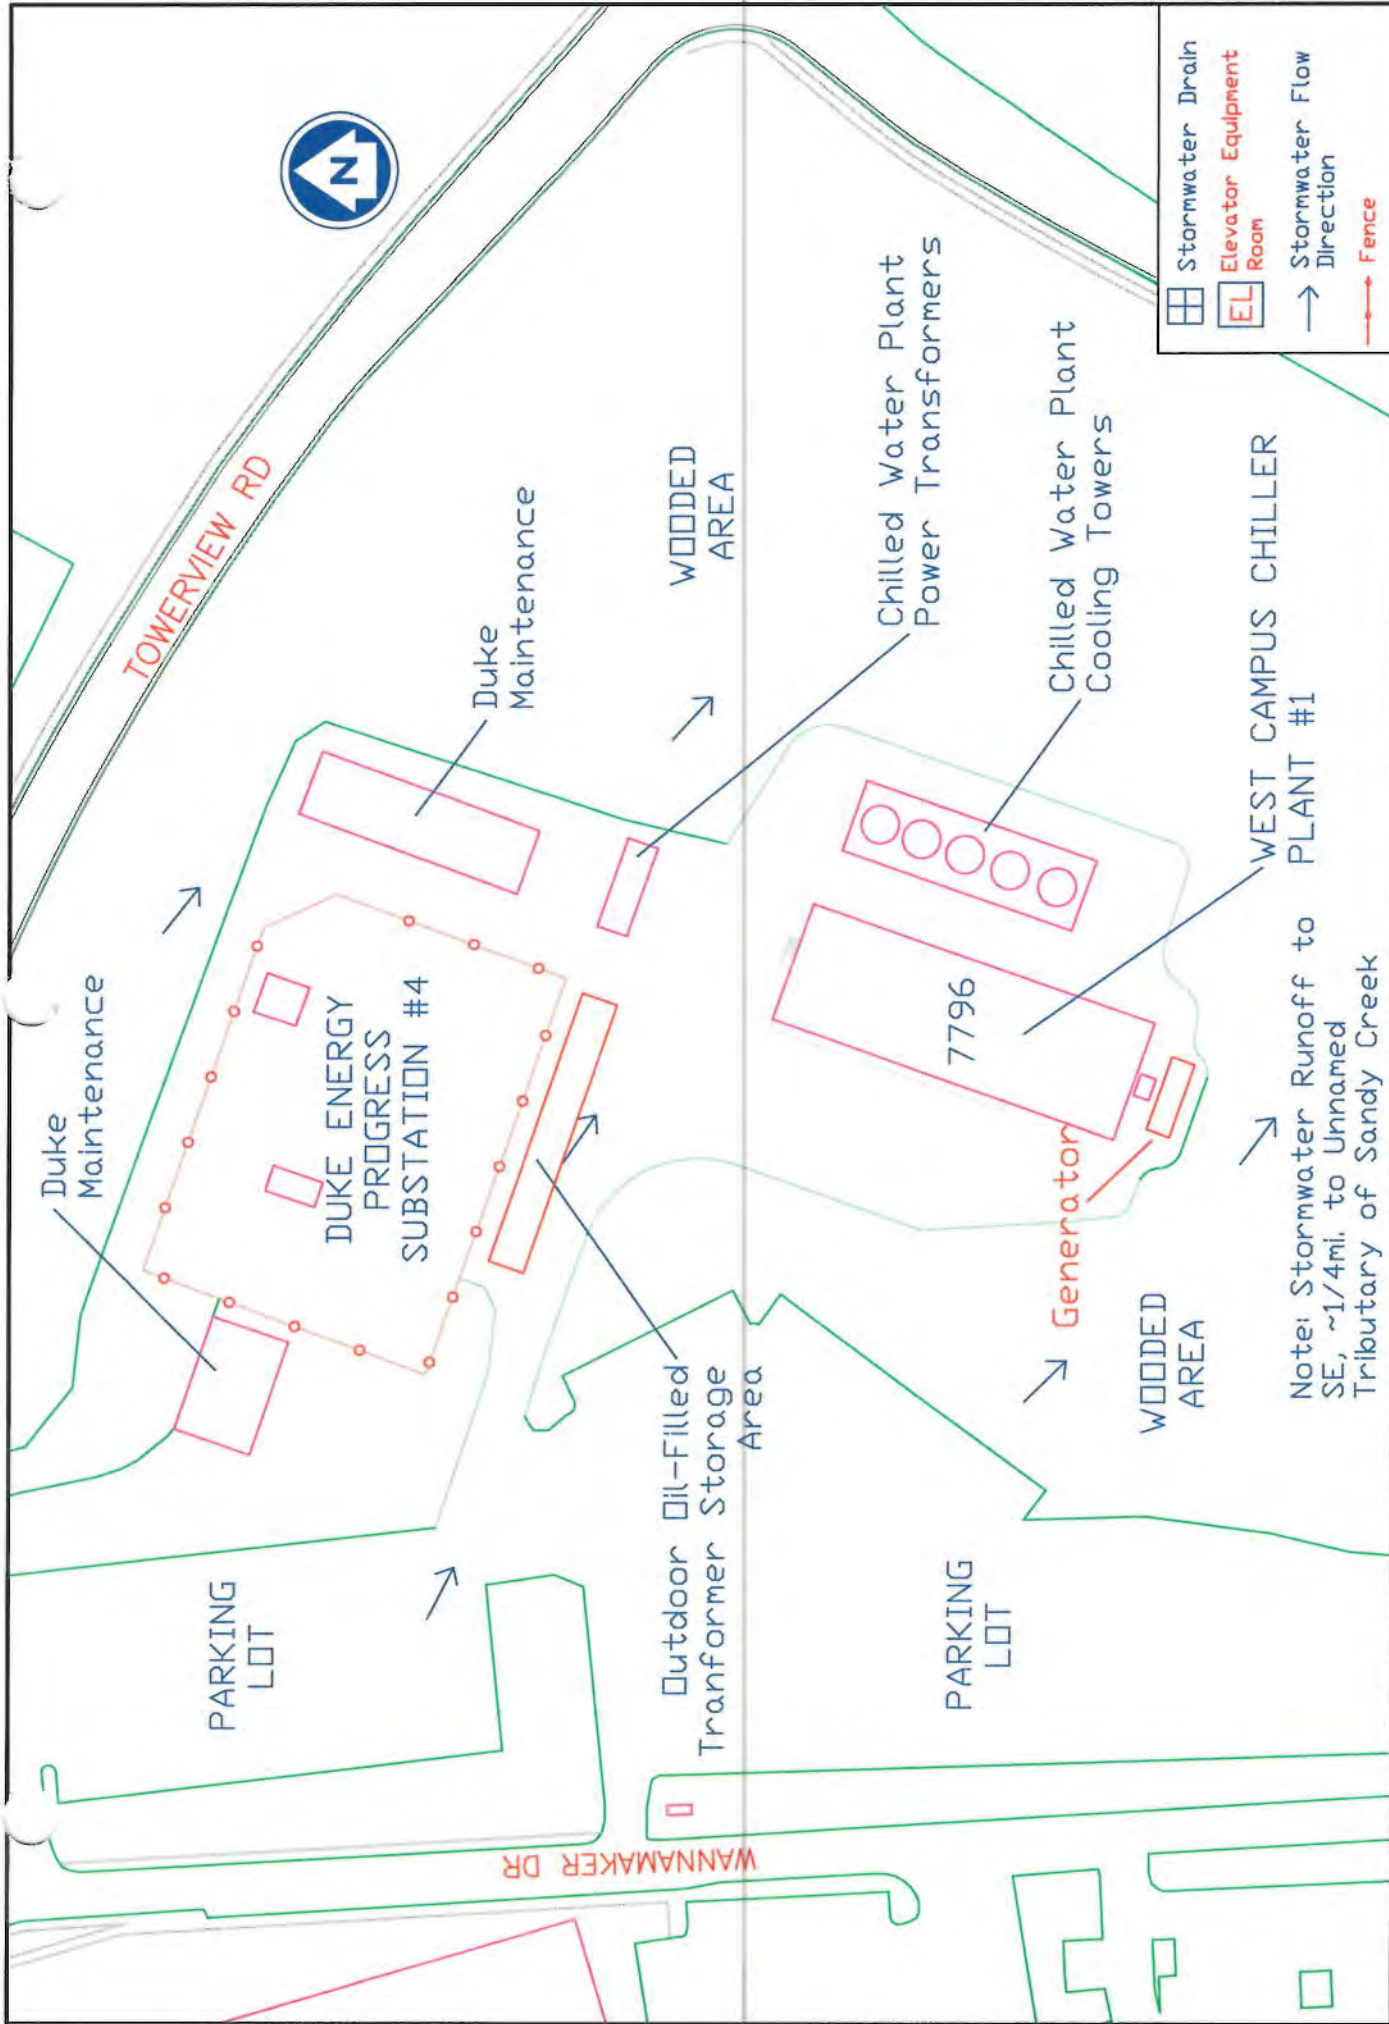 N
TOWERVIEW RD
Duke
Maintenance
Duke
Maintenance
DUKE ENERGY
PROGRESS
SUBSTATION #4
WOODED
AREA
Chilled Water Plant
Power Transformers
Chilled Water Plant
Cooling Towers
WEST CAMPUS CHILLER
PLANT #1
7796
Generator
Outdoor Oil-Filled
Tranformer Storage
Area
PARKING
LOT
PARKING
LOT
WANNAMAKER DR
WOODED
AREA
Note: Stormwater Runoff to
SE, ~1/4mi. to Unnamed
Tributary of Sandy Creek
Stormwater Drain
EL Elevator Equipment
Room
Stormwater Flow
Direction
Fence